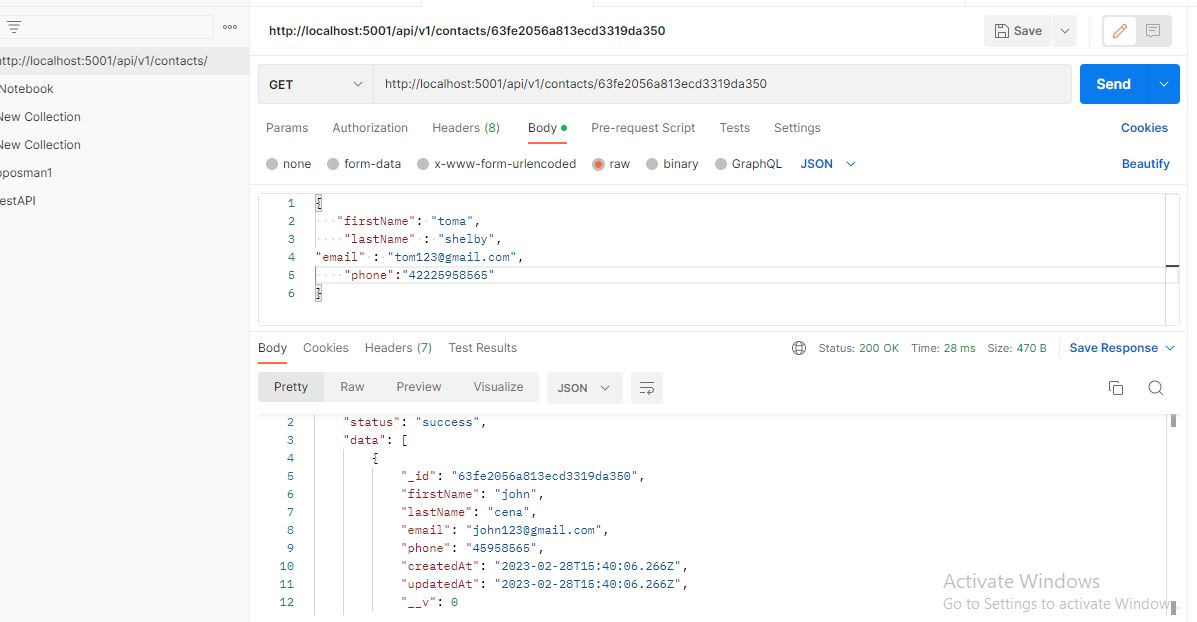 http://localhost:5001/api/v1/contacts/63fe2056a813ecd3319da350
Save
http://localhost:5001/api/v1/contacts/
Notebook
New Collection
New Collection
posman1
estAPI
GET
http://localhost:5001/api/v1/contacts/63fe2056a813ecd3319da350
Send
Params Authorization Headers (8) Body Pre-request Script Tests Settings Cookies
none form-data x-www-form-urlencoded raw binary GraphQL JSON Beautify
1 {
2 "firstName": "toma",
3 "lastName" : "shelby",
4 "email" : "tom123@gmail.com",
5 "phone":"42225958565"
6 }
Body Cookies Headers (7) Test Results Status: 200 OK Time: 28 ms Size: 470 B Save Response
Pretty Raw Preview Visualize JSON
2 "status": "success",
3 "data": [
4 {
5 "_id": "63fe2056a813ecd3319da350",
6 "firstName": "john",
7 "lastName": "cena",
8 "email": "john123@gmail.com",
9 "phone": "45958565",
10 "createdAt": "2023-02-28T15:40:06.266Z",
11 "updatedAt": "2023-02-28T15:40:06.266Z",
12 "__v": 0
Activate Windows
Go to Settings to activate Windows.